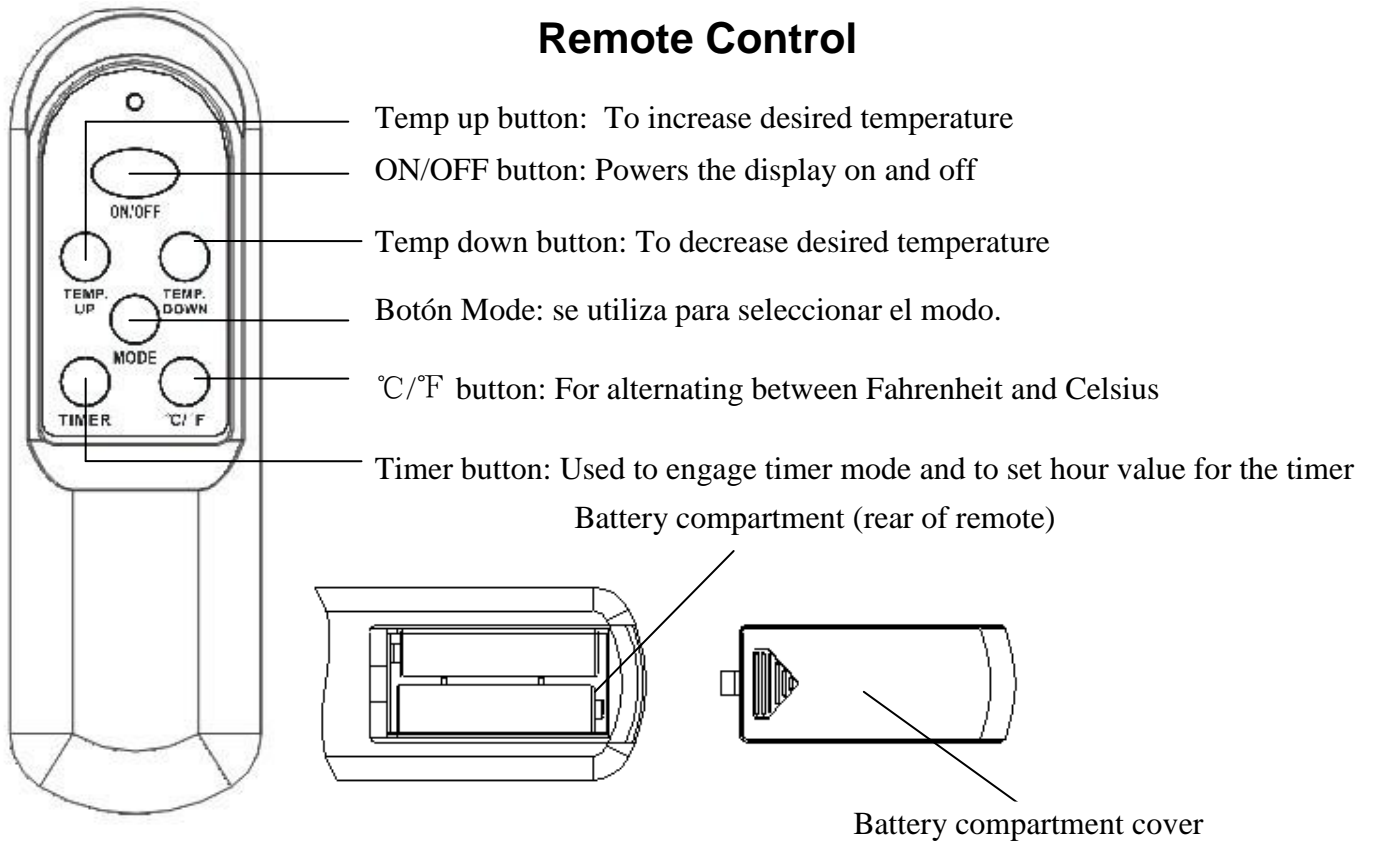 Remote Control
Temp up button: To increase desired temperature
ON/OFF button: Powers the display on and off
ON/OFF
Temp down button: To decrease desired temperature
TEMP. UP
TEMP. DOWN
Botón Mode: se utiliza para seleccionar el modo.
MODE
℃/℉ button: For alternating between Fahrenheit and Celsius
TIMER
°C/°F
Timer button: Used to engage timer mode and to set hour value for the timer
Battery compartment (rear of remote)
Battery compartment cover